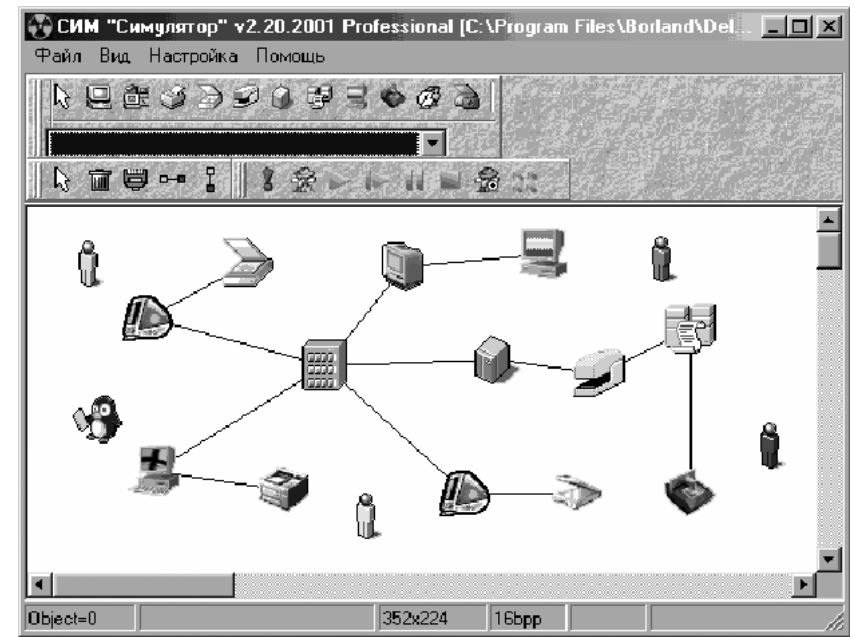 СИМ "Симулятор" v2.20.2001 Professional [C:\Program Files\Borland\Del...
Файл Вид Настройка Помощь
Object=0 352x224 16bpp